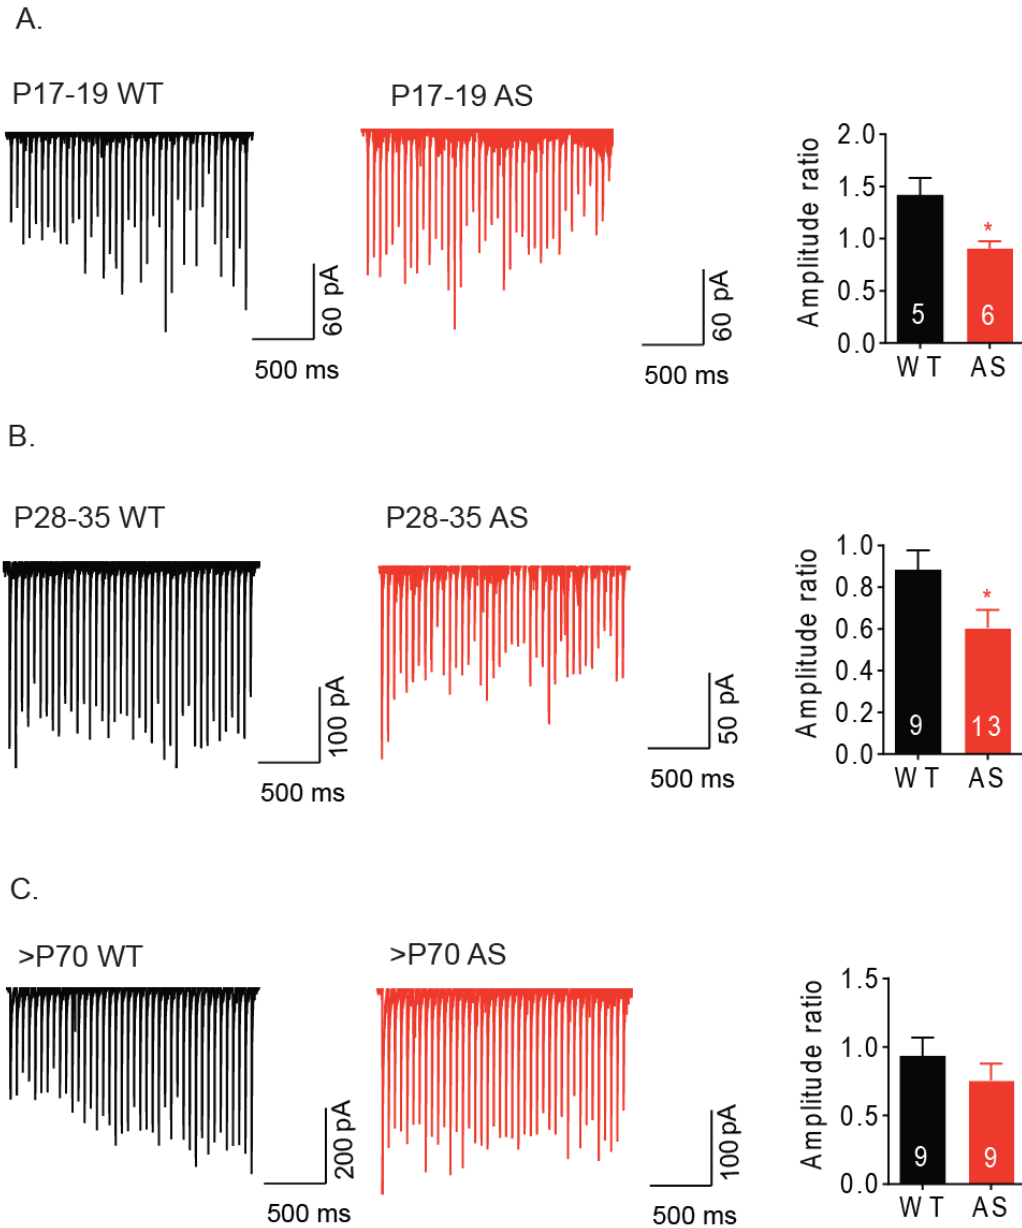 A.
P17-19 WT
P17-19 AS
60 pA
500 ms
60 pA
500 ms
Amplitude ratio
2.0
1.5
1.0
0.5
0.0
*
5
6
WT
AS
B.
P28-35 WT
P28-35 AS
100 pA
500 ms
50 pA
500 ms
Amplitude ratio
1.0
0.8
0.6
0.4
0.2
0.0
*
9
13
WT
AS
C.
>P70 WT
>P70 AS
200 pA
500 ms
100 pA
500 ms
Amplitude ratio
1.5
1.0
0.5
0.0
9
9
WT
AS